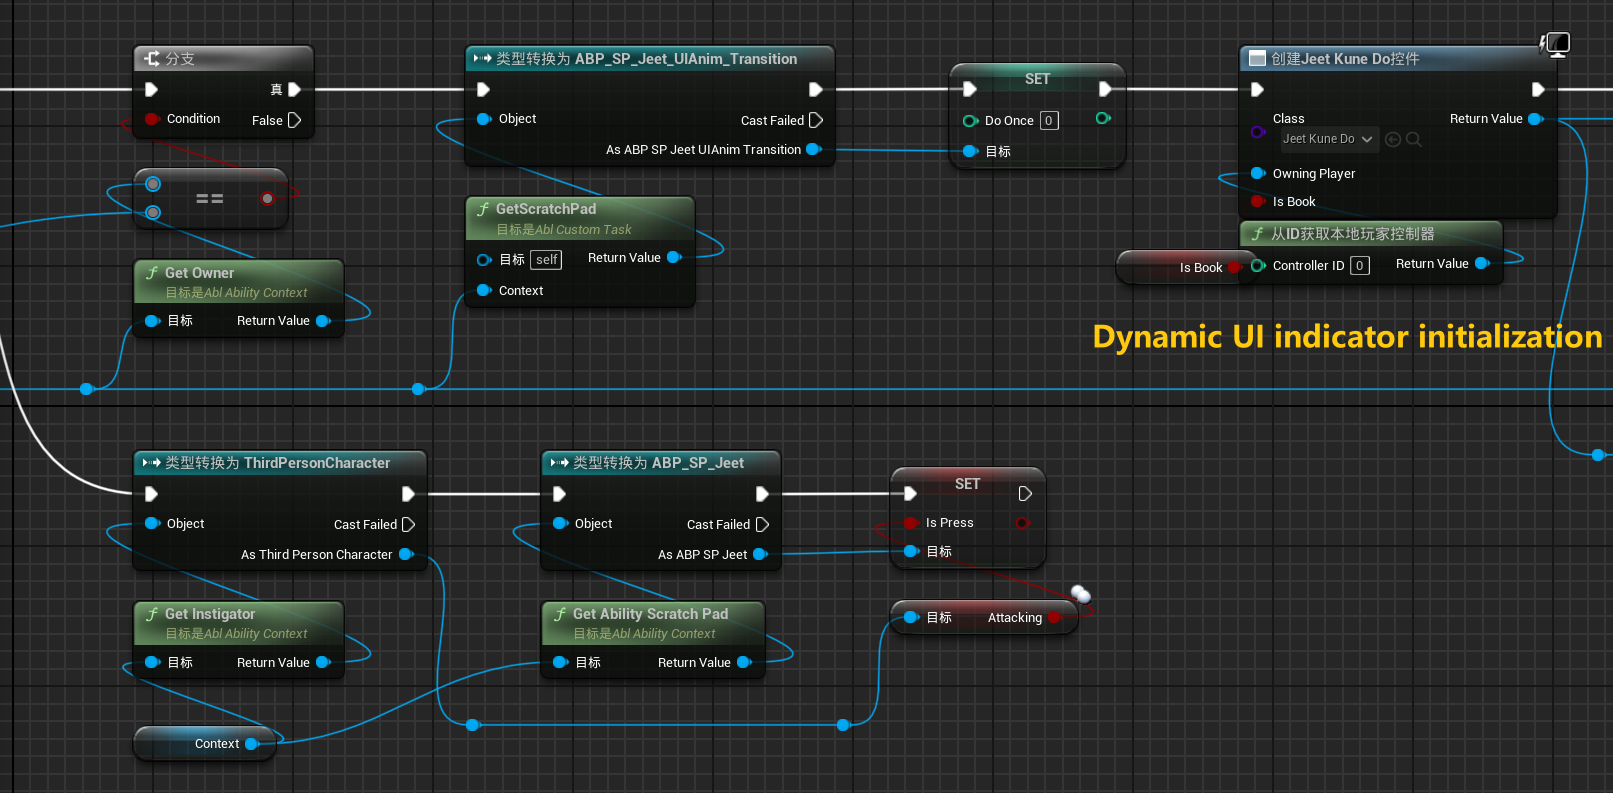 分支
真
Condition
False
==
Get Owner
目标是Abl Ability Context
目标
Return Value
类型转换为 ABP_SP_Jeet_UIAnim_Transition
Object
Cast Failed
As ABP SP Jeet UIAnim Transition
GetScratchPad
目标是Abl Custom Task
目标 self
Return Value
Context
SET
Do Once 0
目标
创建Jeet Kune Do控件
Class
Jeet Kune Do
Return Value
Owning Player
Is Book
从ID获取本地玩家控制器
Is Book
Controller ID 0
Return Value
Dynamic UI indicator initialization
类型转换为 ThirdPersonCharacter
Object
Cast Failed
As Third Person Character
Get Instigator
目标是Abl Ability Context
目标
Return Value
Context
类型转换为 ABP_SP_Jeet
Object
Cast Failed
As ABP SP Jeet
Get Ability Scratch Pad
目标是Abl Ability Context
目标
Return Value
SET
Is Press
目标
目标
Attacking